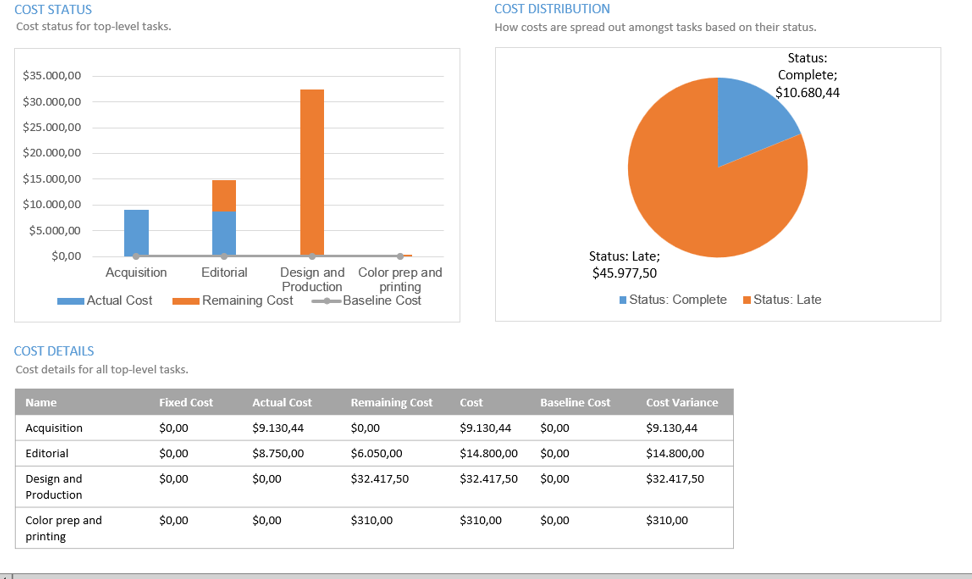 COST STATUS
Cost status for top-level tasks.
$35.000,00
$30.000,00
$25.000,00
$20.000,00
$15.000,00
$10.000,00
$5.000,00
$0,00
Acquisition
Editorial
Design and
Production
Color prep and
printing
Actual Cost
Remaining Cost
Baseline Cost
COST DISTRIBUTION
How costs are spread out amongst tasks based on their status.
Status:
Complete;
$10.680,44
Status: Late;
$45.977,50
Status: Complete
Status: Late
COST DETAILS
Cost details for all top-level tasks.
Name Fixed Cost Actual Cost Remaining Cost Cost Baseline Cost Cost Variance
Acquisition $0,00 $9.130,44 $0,00 $9.130,44 $0,00 $9.130,44
Editorial $0,00 $8.750,00 $6.050,00 $14.800,00 $0,00 $14.800,00
Design and $0,00 $0,00 $32.417,50 $32.417,50 $0,00 $32.417,50
Production
Color prep and $0,00 $0,00 $310,00 $310,00 $0,00 $310,00
printing